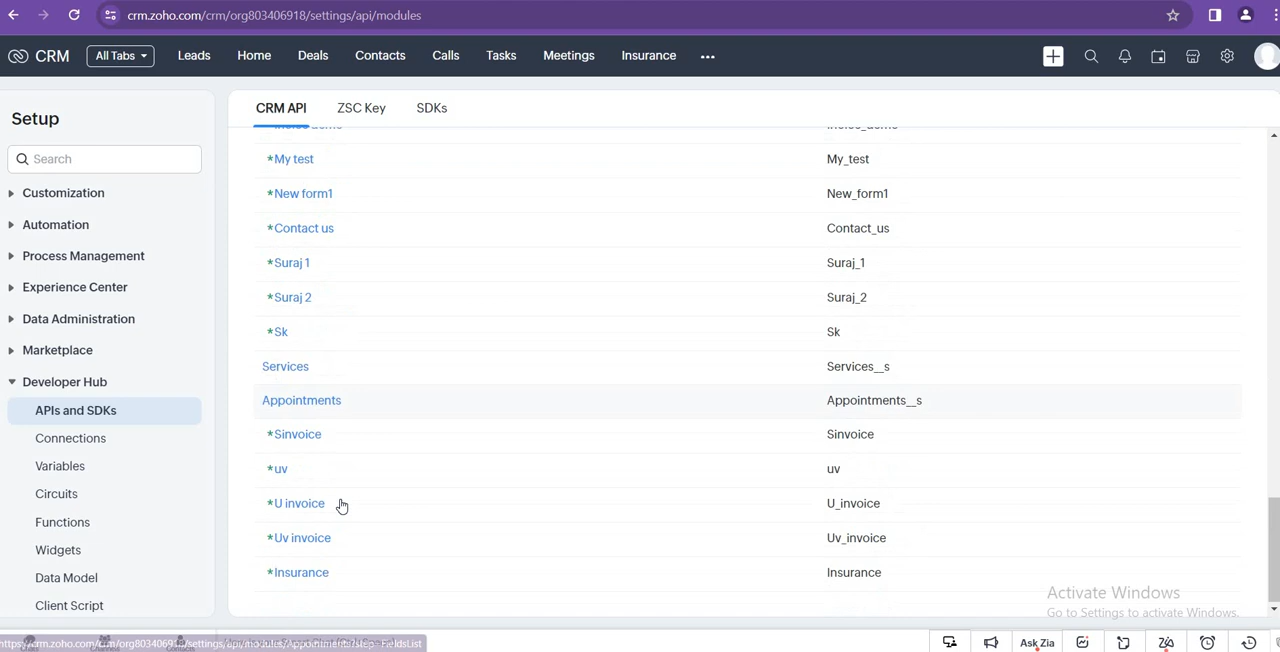 crm.zoho.com/crm/org803406918/settings/api/modules
CRM
All Tabs
Leads
Home
Deals
Contacts
Calls
Tasks
Meetings
Insurance
Setup
Search
Customization
Automation
Process Management
Experience Center
Data Administration
Marketplace
Developer Hub
APIs and SDKs
Connections
Variables
Circuits
Functions
Widgets
Data Model
Client Script
CRM API
ZSC Key
SDKs
*My test
My_test
*New form1
New_form1
*Contact us
Contact_us
*Suraj 1
Suraj_1
*Suraj 2
Suraj_2
*Sk
Sk
Services
Services__s
Appointments
Appointments__s
*Sinvoice
Sinvoice
*uv
uv
*U invoice
U_invoice
*Uv invoice
Uv_invoice
*Insurance
Insurance
Activate Windows
Go to Settings to activate Windows.
Ask Zia